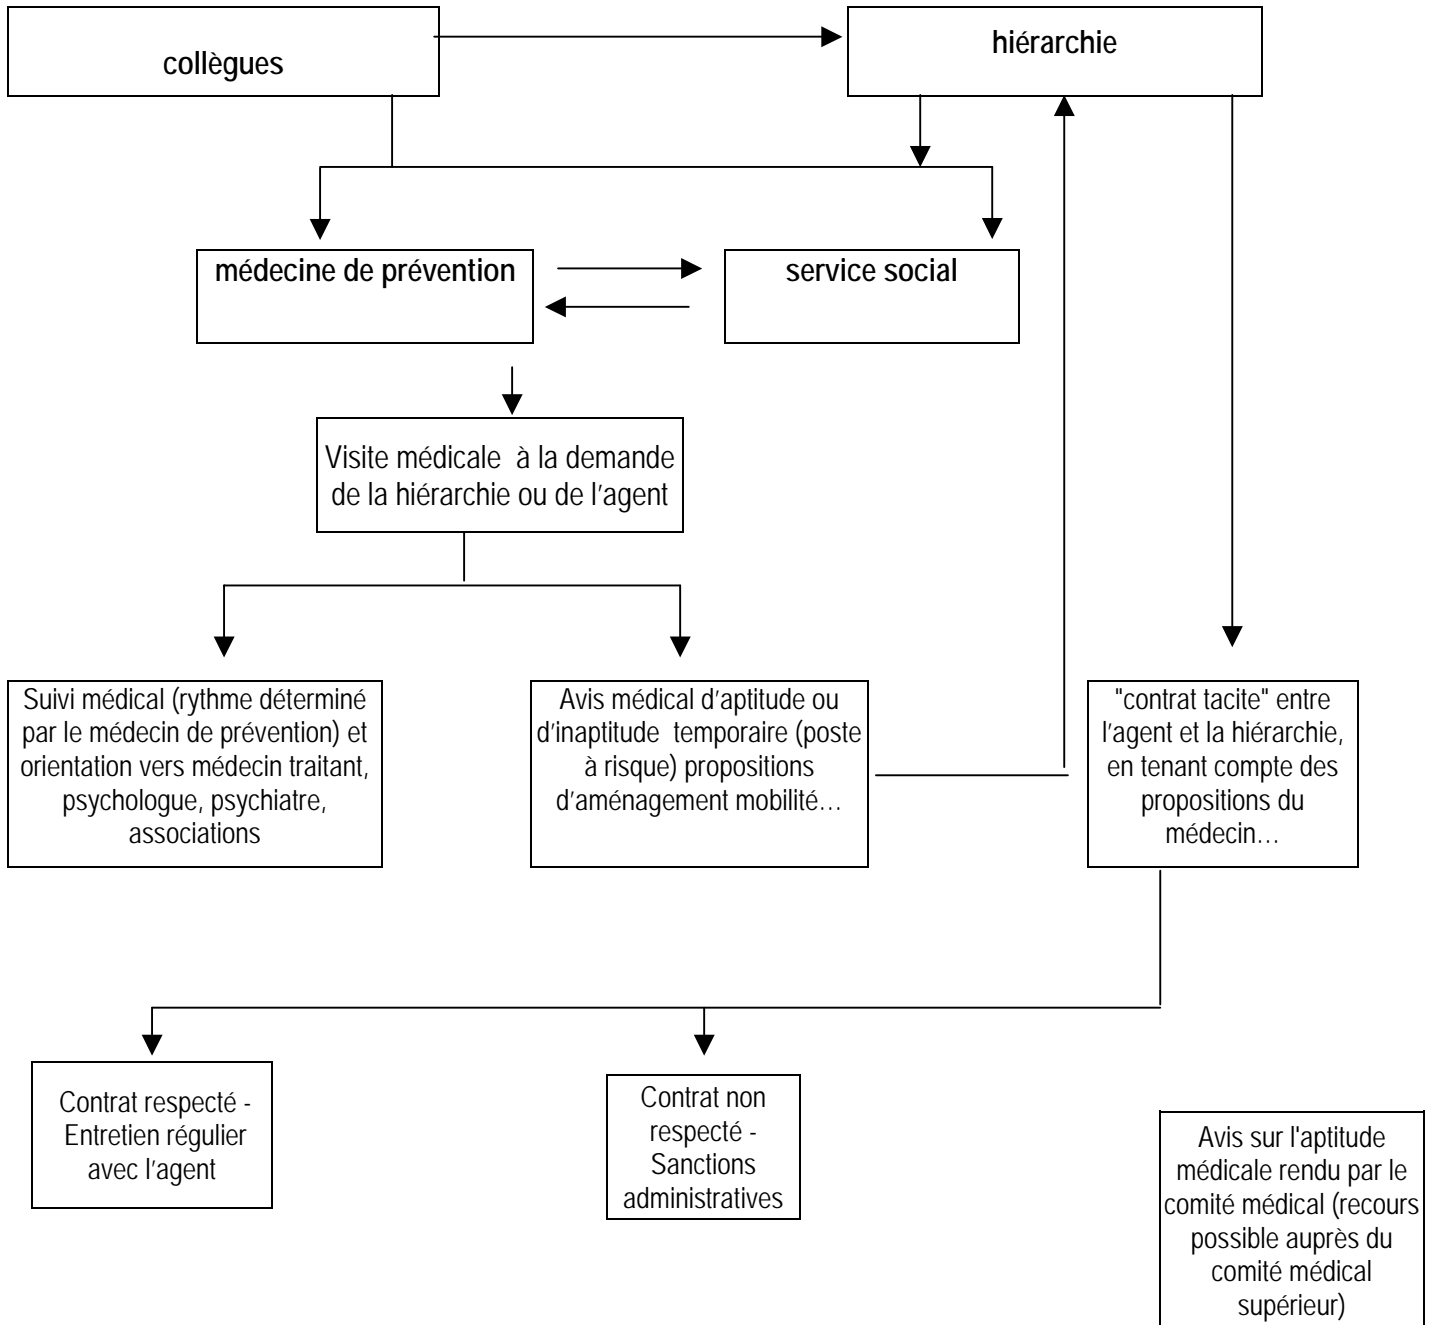 collègues
hiérarchie
médecine de prévention
service social
Visite médicale à la demande
de la hiérarchie ou de l’agent
Suivi médical (rythme déterminé
par le médecin de prévention) et
orientation vers médecin traitant,
psychologue, psychiatre,
associations
Avis médical d’aptitude ou
d’inaptitude temporaire (poste
à risque) propositions
d’aménagement mobilité…
"contrat tacite" entre
l’agent et la hiérarchie,
en tenant compte des
propositions du
médecin…
Contrat respecté -
Entretien régulier
avec l’agent
Contrat non
respecté -
Sanctions
administratives
Avis sur l'aptitude
médicale rendu par le
comité médical (recours
possible auprès du
comité médical
supérieur)